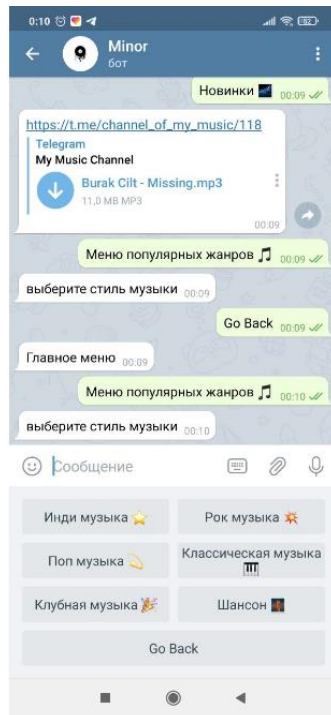 0:10
Minor
бот
Новинки 🌠 00:09
https://t.me/channel_of_my_music/118
Telegram
My Music Channel
Burak Cilt - Missing.mp3
11,0 MB MP3
00:09
Меню популярных жанров 🎵 00:09
выберите стиль музыки 00:09
Go Back 00:09
Главное меню 00:09
Меню популярных жанров 🎵 00:10
выберите стиль музыки 00:10
Сообщение
Инди музыка ⭐ Рок музыка 💥
Поп музыка 💫 Классическая музыка
🎹
Клубная музыка 🎉 Шансон
Go Back